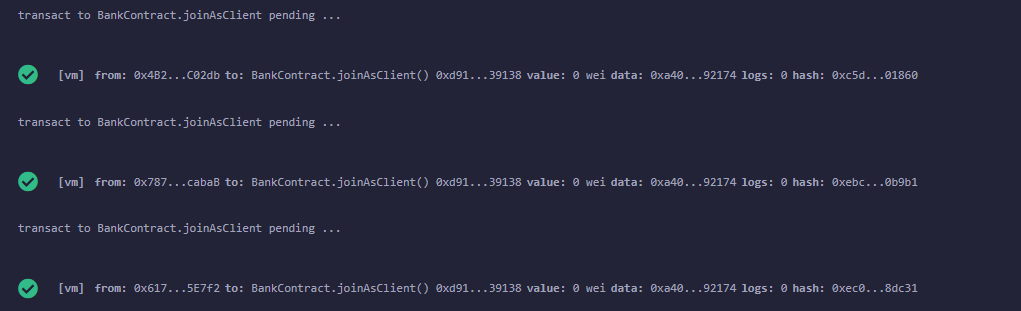 transact to BankContract.joinAsClient pending ...
[vm] from: 0x4B2...C02db to: BankContract.joinAsClient() 0xd91...39138 value: 0 wei data: 0xa40...92174 logs: 0 hash: 0xc5d...01860
transact to BankContract.joinAsClient pending ...
[vm] from: 0x787...cabaB to: BankContract.joinAsClient() 0xd91...39138 value: 0 wei data: 0xa40...92174 logs: 0 hash: 0xebc...0b9b1
transact to BankContract.joinAsClient pending ...
[vm] from: 0x617...5E7f2 to: BankContract.joinAsClient() 0xd91...39138 value: 0 wei data: 0xa40...92174 logs: 0 hash: 0xec0...8dc31